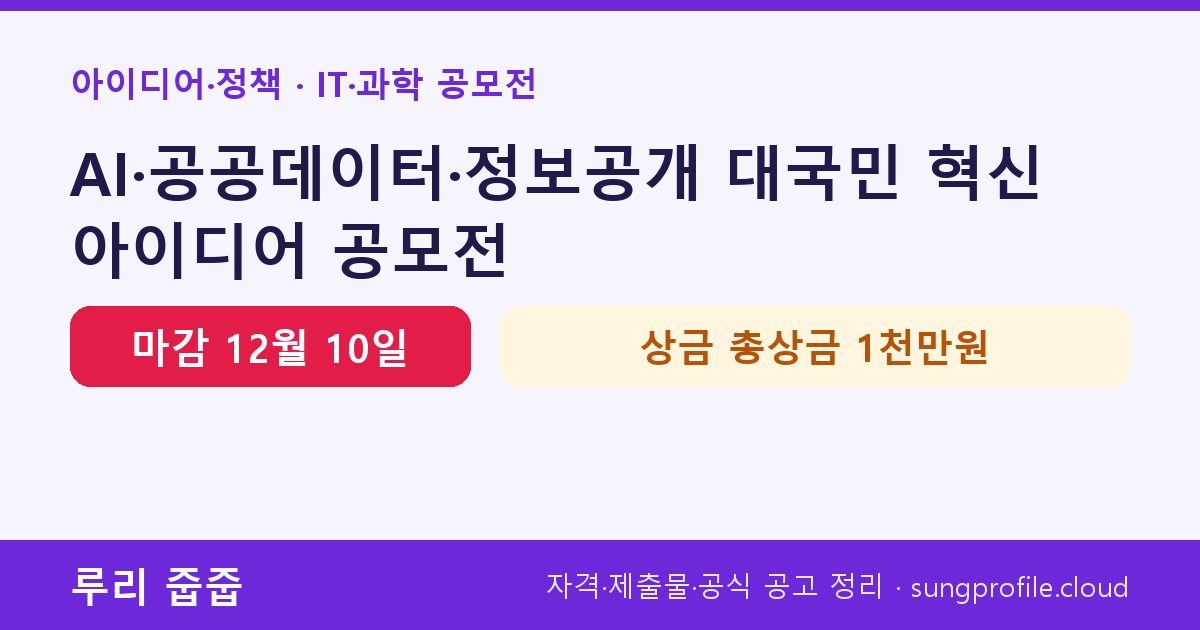 아이디어·정책 · IT·과학 공모전
AI·공공데이터·정보공개 대국민 혁신
아이디어 공모전
마감 12월 10일
상금 총상금 1천만원
루리 줍줍
자격·제출물·공식 공고 정리 · sungprofile.cloud